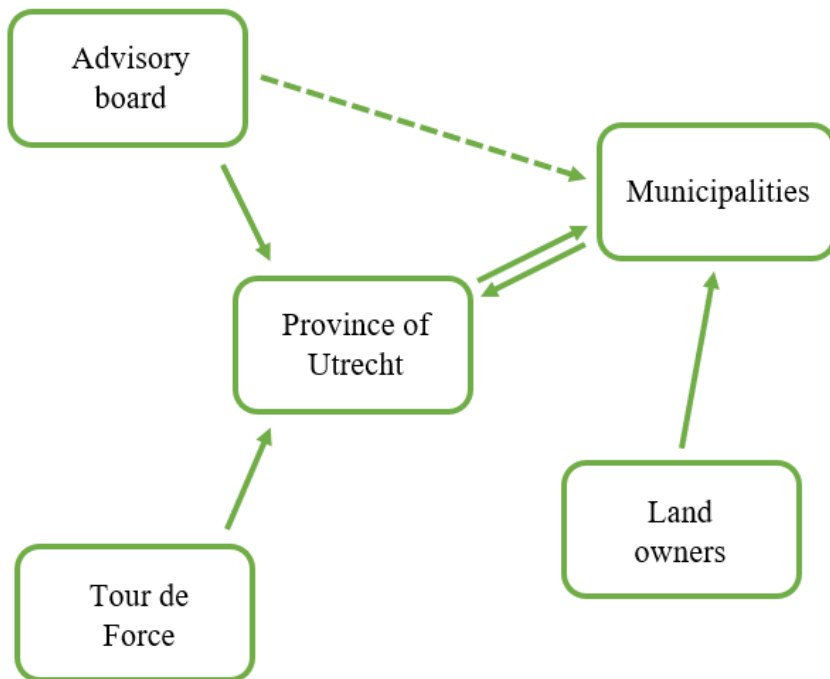 Advisory
board
Municipalities
Province of
Utrecht
Land
owners
Tour de
Force